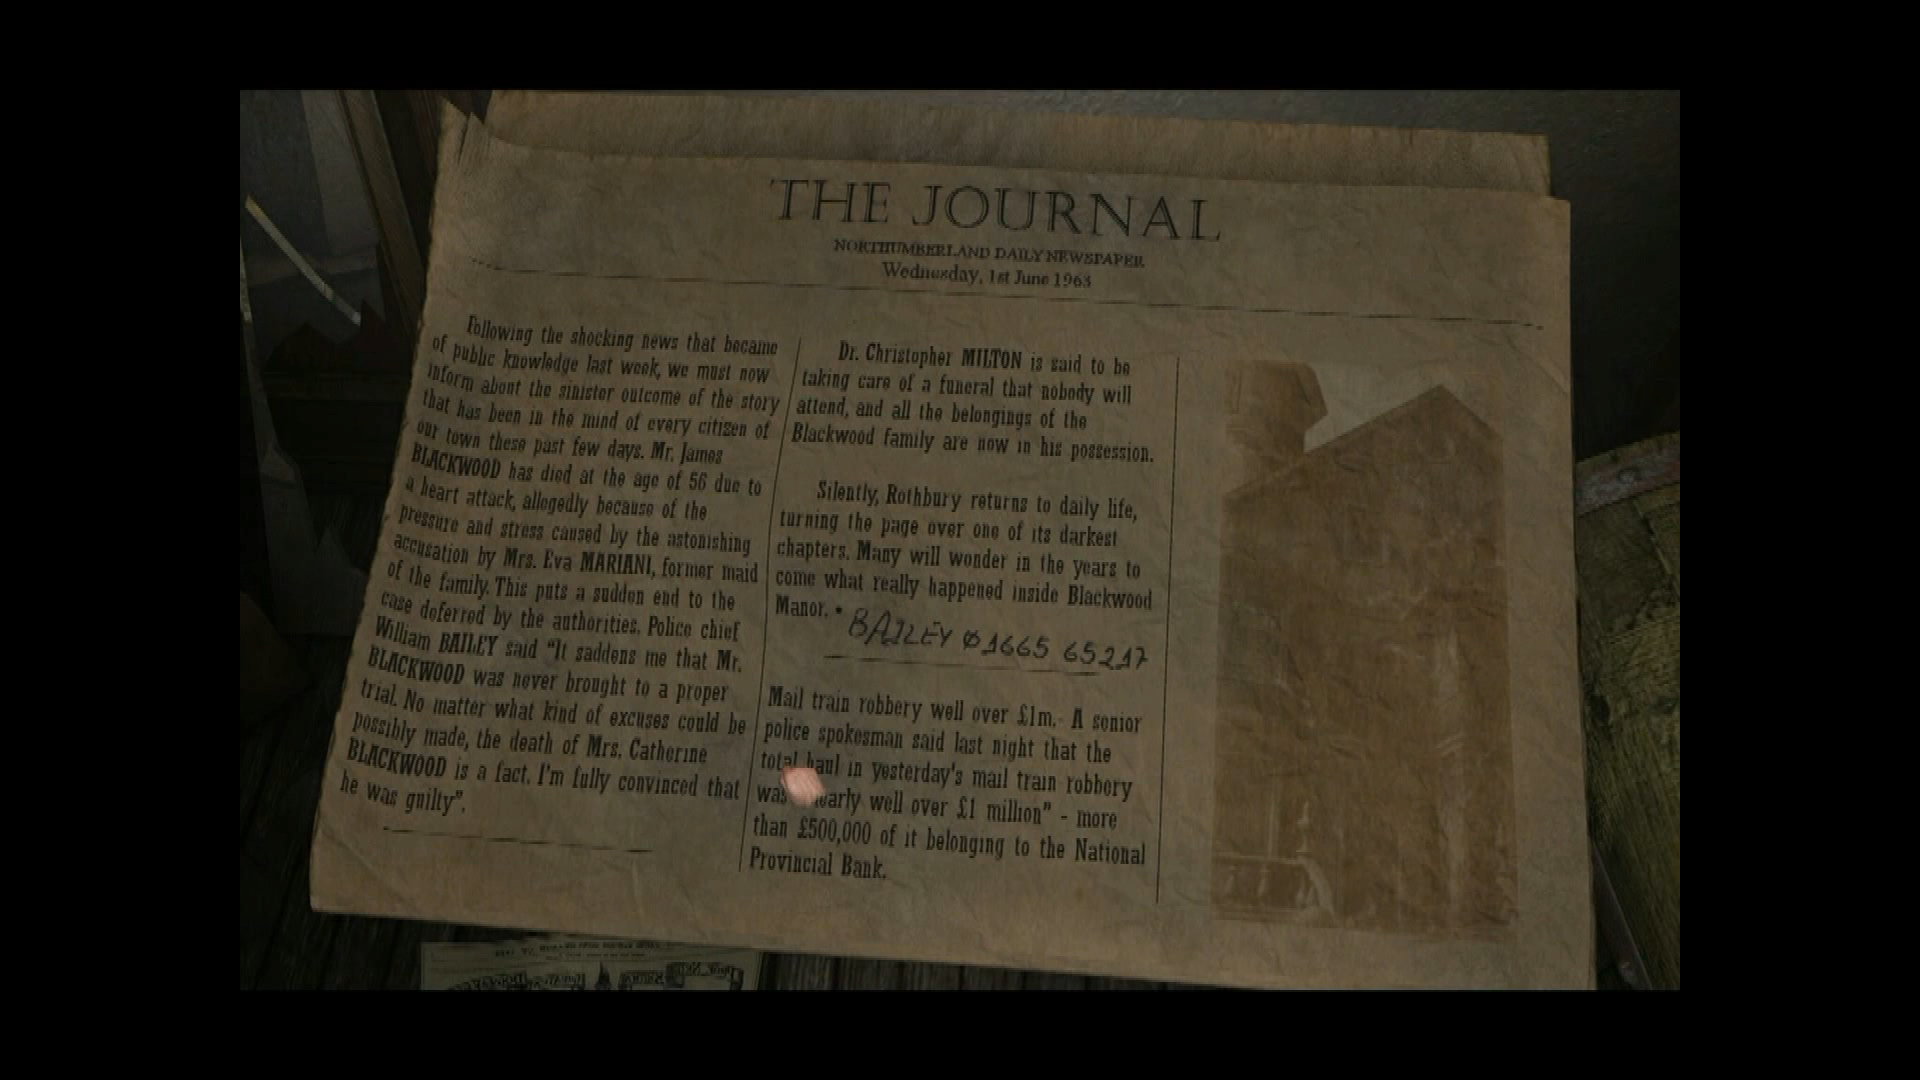 THE JOURNAL
NORTHUMBERLAND DAILY NEWSPAPER
Wednesday, 1st June 1963
Following the shocking news that became
of public knowledge last week, we must now
inform about the sinister outcome of the story
that has been in the mind of every citizen of
our town these past few days. Mr. James
BLACKWOOD has died at the age of 56 due to
a heart attack, allegedly because of the
pressure and stress caused by the astonishing
accusation by Mrs. Eva MARIANI, former maid
of the family. This puts a sudden end to the
case deferred by the authorities. Police chief
William BAILEY said "It saddens me that Mr.
BLACKWOOD was never brought to a proper
trial. No matter what kind of excuses could be
possibly made, the death of Mrs. Catherine
BLACKWOOD is a fact. I'm fully convinced that
he was guilty".
Dr. Christopher MILTON is said to be
taking care of a funeral that nobody will
attend, and all the belongings of the
Blackwood family are now in his possession.
Silently, Rothbury returns to daily life,
turning the page over one of its darkest
chapters. Many will wonder in the years to
come what really happened inside Blackwood
Manor. •
BAILEY 01665 65217
Mail train robbery well over £1m.- A senior
police spokesman said last night that the
total haul in yesterday's mail train robbery
was well over £1 million" - more
than £500,000 of it belonging to the National
Provincial Bank.